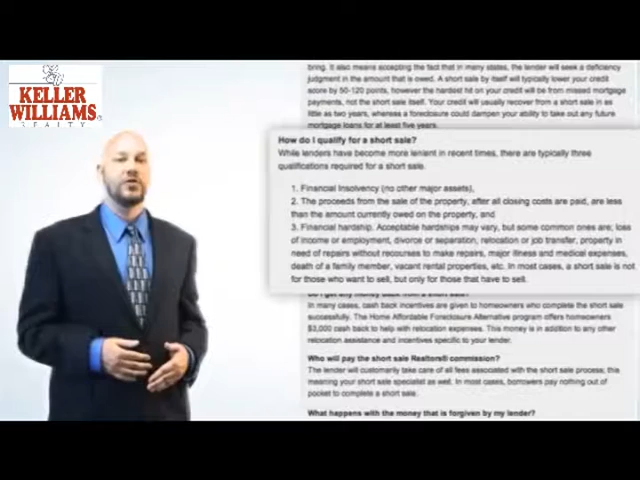 KELLER
WILLIAMS
REALTY
bring. It also means accepting the fact that in many states, the lender will seek a deficiency
judgment in the amount that is owed. A short sale by itself will typically lower your credit
score by 50-120 points, however the hardest hit on your credit will be from missed mortgage
payments, not the short sale itself. Your credit will usually recover from a short sale in as
little as two years, whereas a foreclosure could dampen your ability to take out any future
mortgage loans for at least five years.
How do I qualify for a short sale?
While lenders have become more lenient in recent times, there are typically three
qualifications required for a short sale.
1. Financial Insolvency (no other major assets),
2. The proceeds from the sale of the property, after all closing costs are paid, are less
than the amount currently owed on the property, and
3. Financial hardship. Acceptable hardships may vary, but some common ones are; loss
of income or employment, divorce or separation, relocation or job transfer, property in
need of repairs without recourses to make repairs, major illness and medical expenses,
death of a family member, vacant rental properties, etc. In most cases, a short sale is not
for those who want to sell, but only for those that have to sell.
Do I get any money back from a short sale?
In many cases, cash back incentives are given to homeowners who complete the short sale
successfully. The Home Affordable Foreclosure Alternative program offers homeowners
$3,000 cash back to help with relocation expenses. This money is in addition to any other
relocation assistance and incentives specific to your lender.
Who will pay the short sale Realtors® commission?
The lender will customarily take care of all fees associated with the short sale process; this
meaning your short sale specialist as well. In most cases, borrowers pay nothing out of
pocket to complete a short sale.
What happens with the money that is forgiven by my lender?